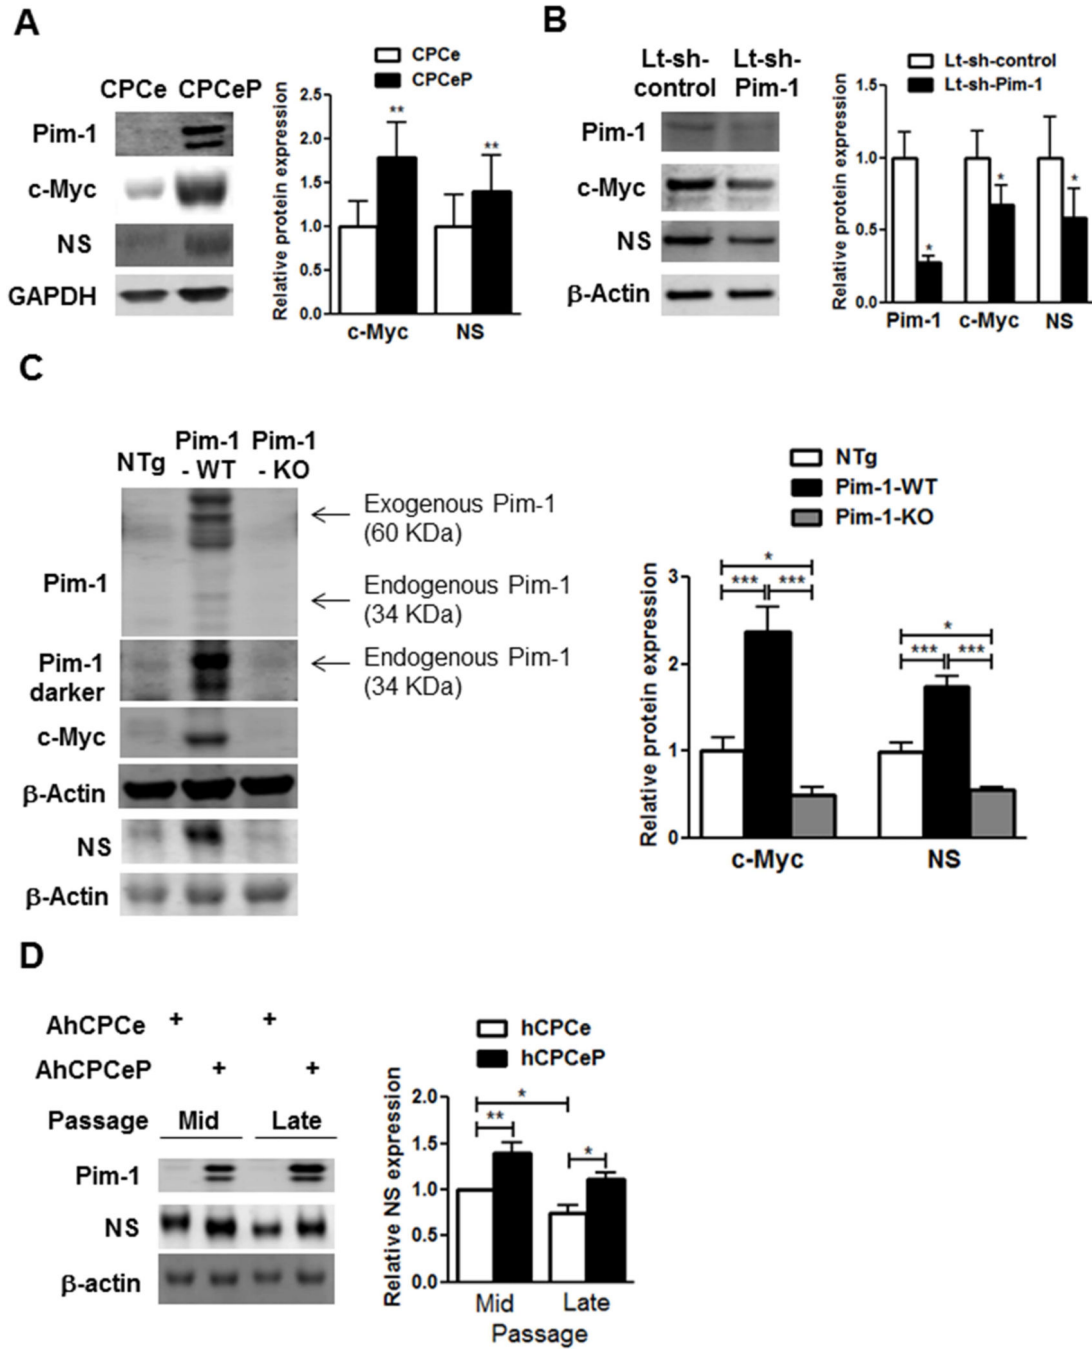 A
CPCe CPCeP
Pim-1
c-Myc
NS
GAPDH
CPCe
CPCeP
Relative protein expression
2.5
2.0
1.5
1.0
0.5
0.0
**
**
c-Myc NS
B
Lt-sh-
control
Lt-sh-
Pim-1
Pim-1
c-Myc
NS
β-Actin
Lt-sh-control
Lt-sh-Pim-1
Relative protein expression
1.5
1.0
0.5
0.0
*
*
*
Pim-1 c-Myc NS
C
NTg
Pim-1
- WT
Pim-1
- KO
Pim-1
Exogenous Pim-1
(60 KDa)
Endogenous Pim-1
(34 KDa)
Pim-1
darker
Endogenous Pim-1
(34 KDa)
c-Myc
β-Actin
NS
β-Actin
NTg
Pim-1-WT
Pim-1-KO
Relative protein expression
3
2
1
0
*
*** ***
*
*** ***
c-Myc NS
D
AhCPCe + +
AhCPCeP + +
Passage Mid Late
Pim-1
NS
β-actin
hCPCe
hCPCeP
Relative NS expression
2.0
1.5
1.0
0.5
0.0
*
**
*
Mid Late
Passage